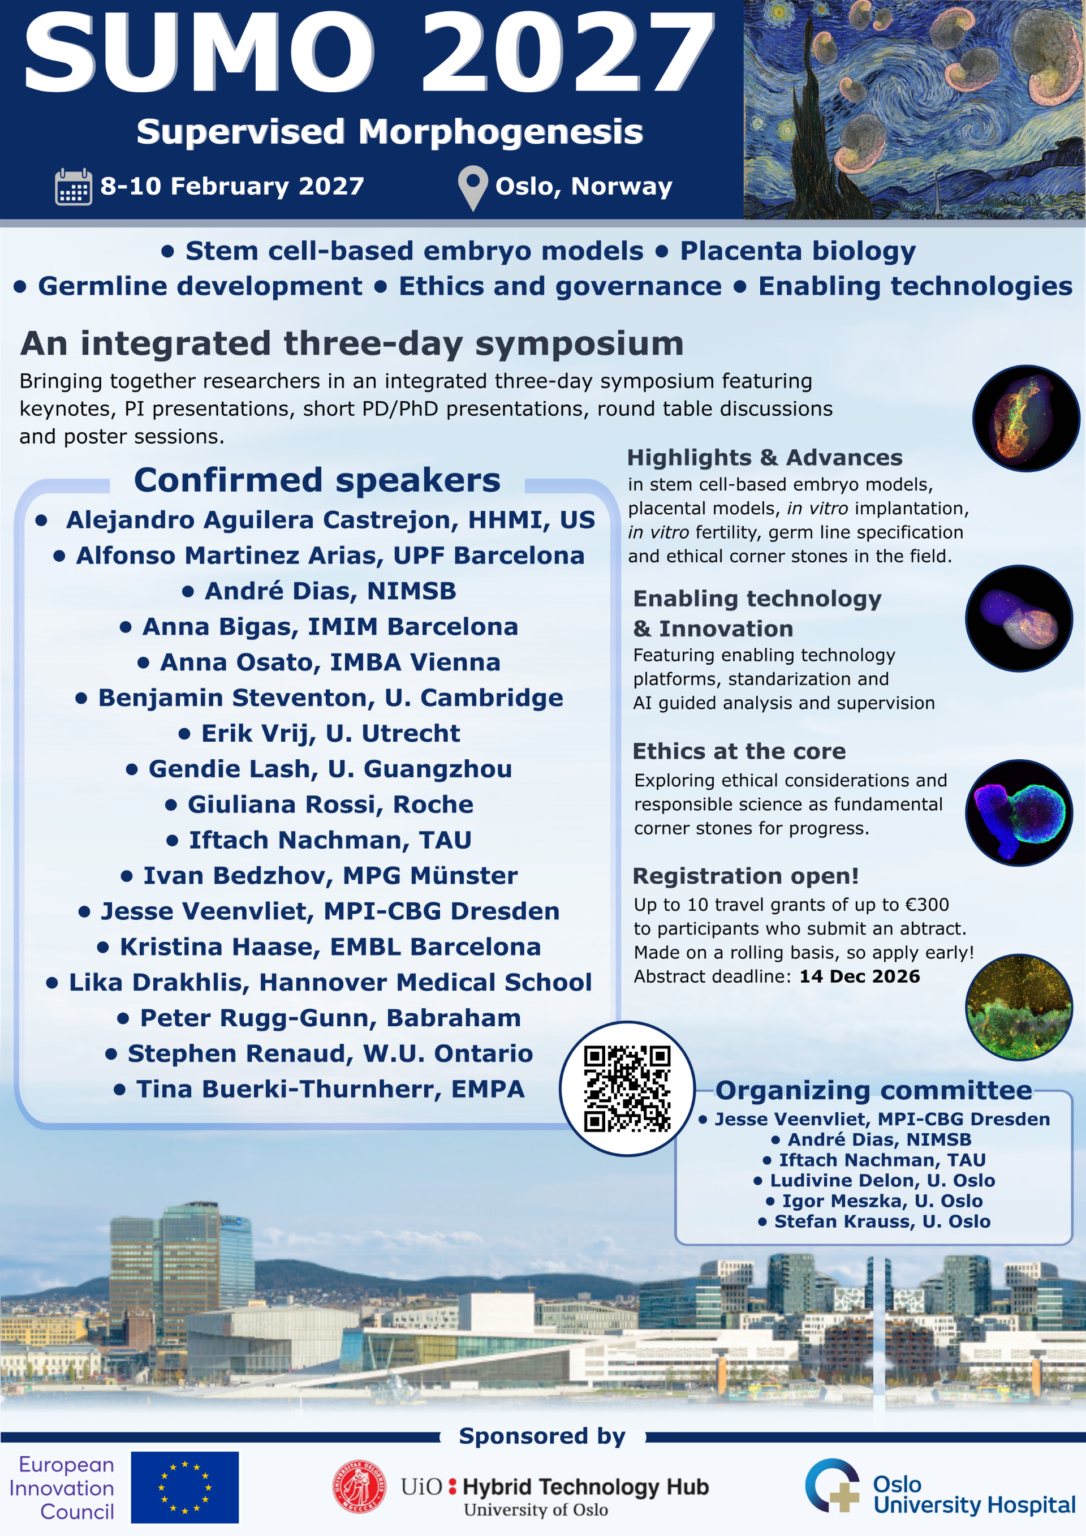 SUMO 2027
Supervised Morphogenesis
8-10 February 2027
Oslo, Norway
• Stem cell-based embryo models • Placenta biology
• Germline development • Ethics and governance • Enabling technologies
An integrated three-day symposium
Bringing together researchers in an integrated three-day symposium featuring
keynotes, PI presentations, short PD/PhD presentations, round table discussions
and poster sessions.
Confirmed speakers
• Alejandro Aguilera Castrejon, HHMI, US
• Alfonso Martinez Arias, UPF Barcelona
• André Dias, NIMSB
• Anna Bigas, IMIM Barcelona
• Anna Osato, IMBA Vienna
• Benjamin Steventon, U. Cambridge
• Erik Vrij, U. Utrecht
• Gendie Lash, U. Guangzhou
• Giuliana Rossi, Roche
• Iftach Nachman, TAU
• Ivan Bedzhov, MPG Münster
• Jesse Veenvliet, MPI-CBG Dresden
• Kristina Haase, EMBL Barcelona
• Lika Drakhlis, Hannover Medical School
• Peter Rugg-Gunn, Babraham
• Stephen Renaud, W.U. Ontario
• Tina Buerki-Thurnherr, EMPA
Highlights & Advances
in stem cell-based embryo models,
placental models, in vitro implantation,
in vitro fertility, germ line specification
and ethical corner stones in the field.
Enabling technology
& Innovation
Featuring enabling technology
platforms, standarization and
AI guided analysis and supervision
Ethics at the core
Exploring ethical considerations and
responsible science as fundamental
corner stones for progress.
Registration open!
Up to 10 travel grants of up to €300
to participants who submit an abtract.
Made on a rolling basis, so apply early!
Abstract deadline: 14 Dec 2026
Organizing committee
• Jesse Veenvliet, MPI-CBG Dresden
• André Dias, NIMSB
• Iftach Nachman, TAU
• Ludivine Delon, U. Oslo
• Igor Meszka, U. Oslo
• Stefan Krauss, U. Oslo
Sponsored by
European
Innovation
Council
UiO Hybrid Technology Hub
University of Oslo
Oslo
University Hospital